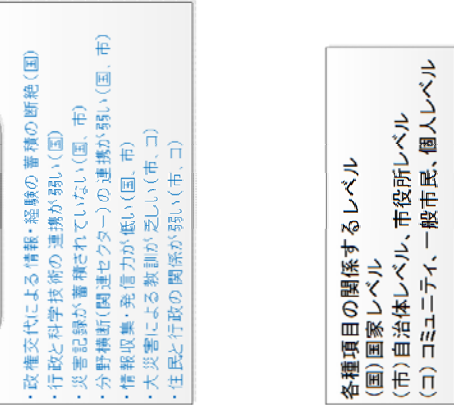 ・政権交代による情報・経験の蓄積の断絶(国)
・行政と科学技術の連携が弱い(国)
・災害記録が蓄積されていない(国、市)
・分野横断(関連セクター)の連携が弱い(国、市)
・情報収集・発信力が低い(国、市)
・大災害による教訓が乏しい(市、コ)
・住民と行政の関係が弱い(市、コ)
各種項目の関係するレベル
(国)国家レベル
(市)自治体レベル、市役所レベル
(コ)コミュニティ、一般市民、個人レベル